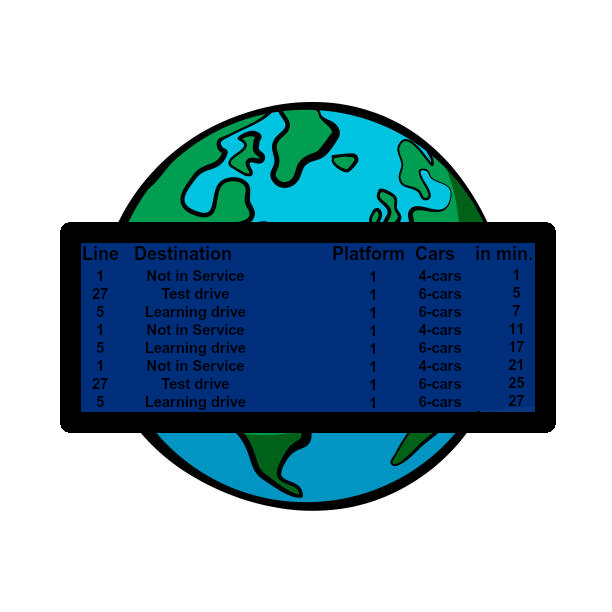 Line Destination Platform Cars in min.
1 Not in Service 1 4-cars 1
27 Test drive 1 6-cars 5
5 Learning drive 1 6-cars 7
1 Not in Service 1 4-cars 11
5 Learning drive 1 6-cars 17
1 Not in Service 1 4-cars 21
27 Test drive 1 6-cars 25
5 Learning drive 1 6-cars 27